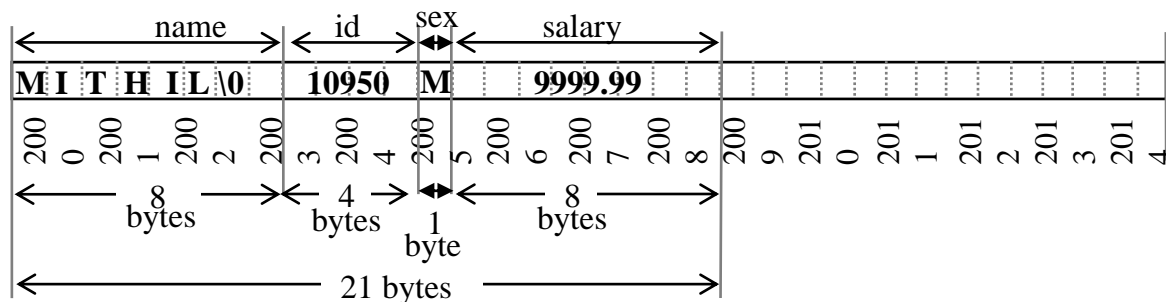 name id sex salary
M I T H I L \0 10950 M 9999.99
200 0 200 1 200 2 200 3 200 4 200 5 200 6 200 7 200 8 200 9 201 0 201 1 201 2 201 3 201 4
8 bytes 4 bytes 1 byte 8 bytes
21 bytes